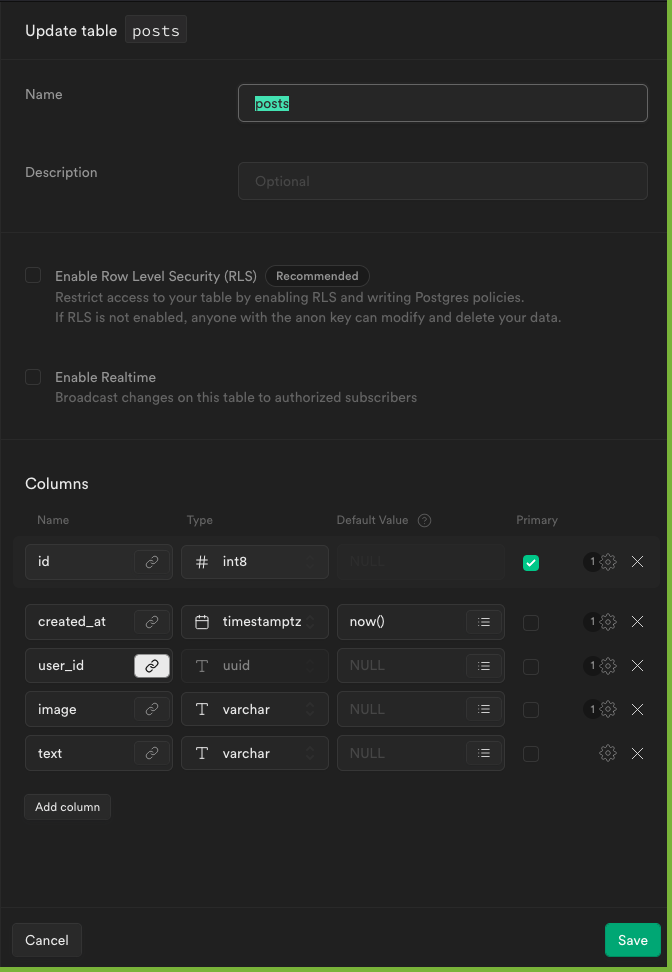 Update table posts
Name
posts
Description
Optional
Enable Row Level Security (RLS) Recommended
Restrict access to your table by enabling RLS and writing Postgres policies.
If RLS is not enabled, anyone with the anon key can modify and delete your data.
Enable Realtime
Broadcast changes on this table to authorized subscribers
Columns
Name Type Default Value ? Primary
id # int8 NULL 1
created_at timestamptz now() 1
user_id T uuid NULL 1
image T varchar NULL 1
text T varchar NULL
Add column
Cancel Save